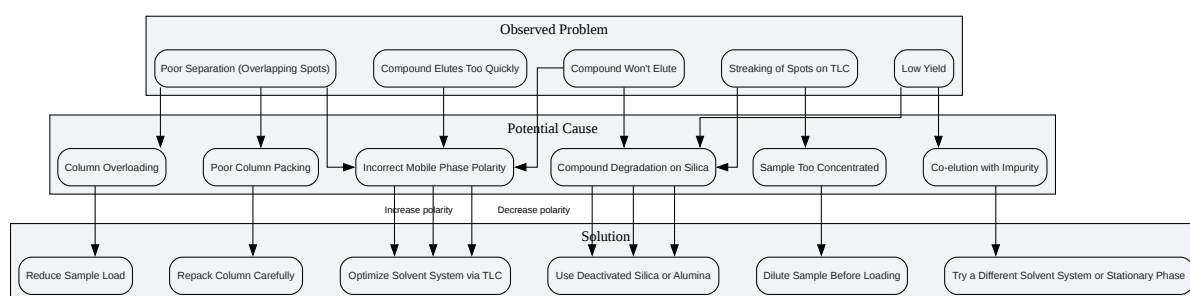 Observed Problem
Poor Separation (Overlapping Spots)
Compound Elutes Too Quickly
Compound Won't Elute
Streaking of Spots on TLC
Low Yield
Potential Cause
Column Overloading
Poor Column Packing
Incorrect Mobile Phase Polarity
Compound Degradation on Silica
Sample Too Concentrated
Co-elution with Impurity
Increase polarity
Decrease polarity
Solution
Reduce Sample Load
Repack Column Carefully
Optimize Solvent System via TLC
Use Deactivated Silica or Alumina
Dilute Sample Before Loading
Try a Different Solvent System or Stationary Phase